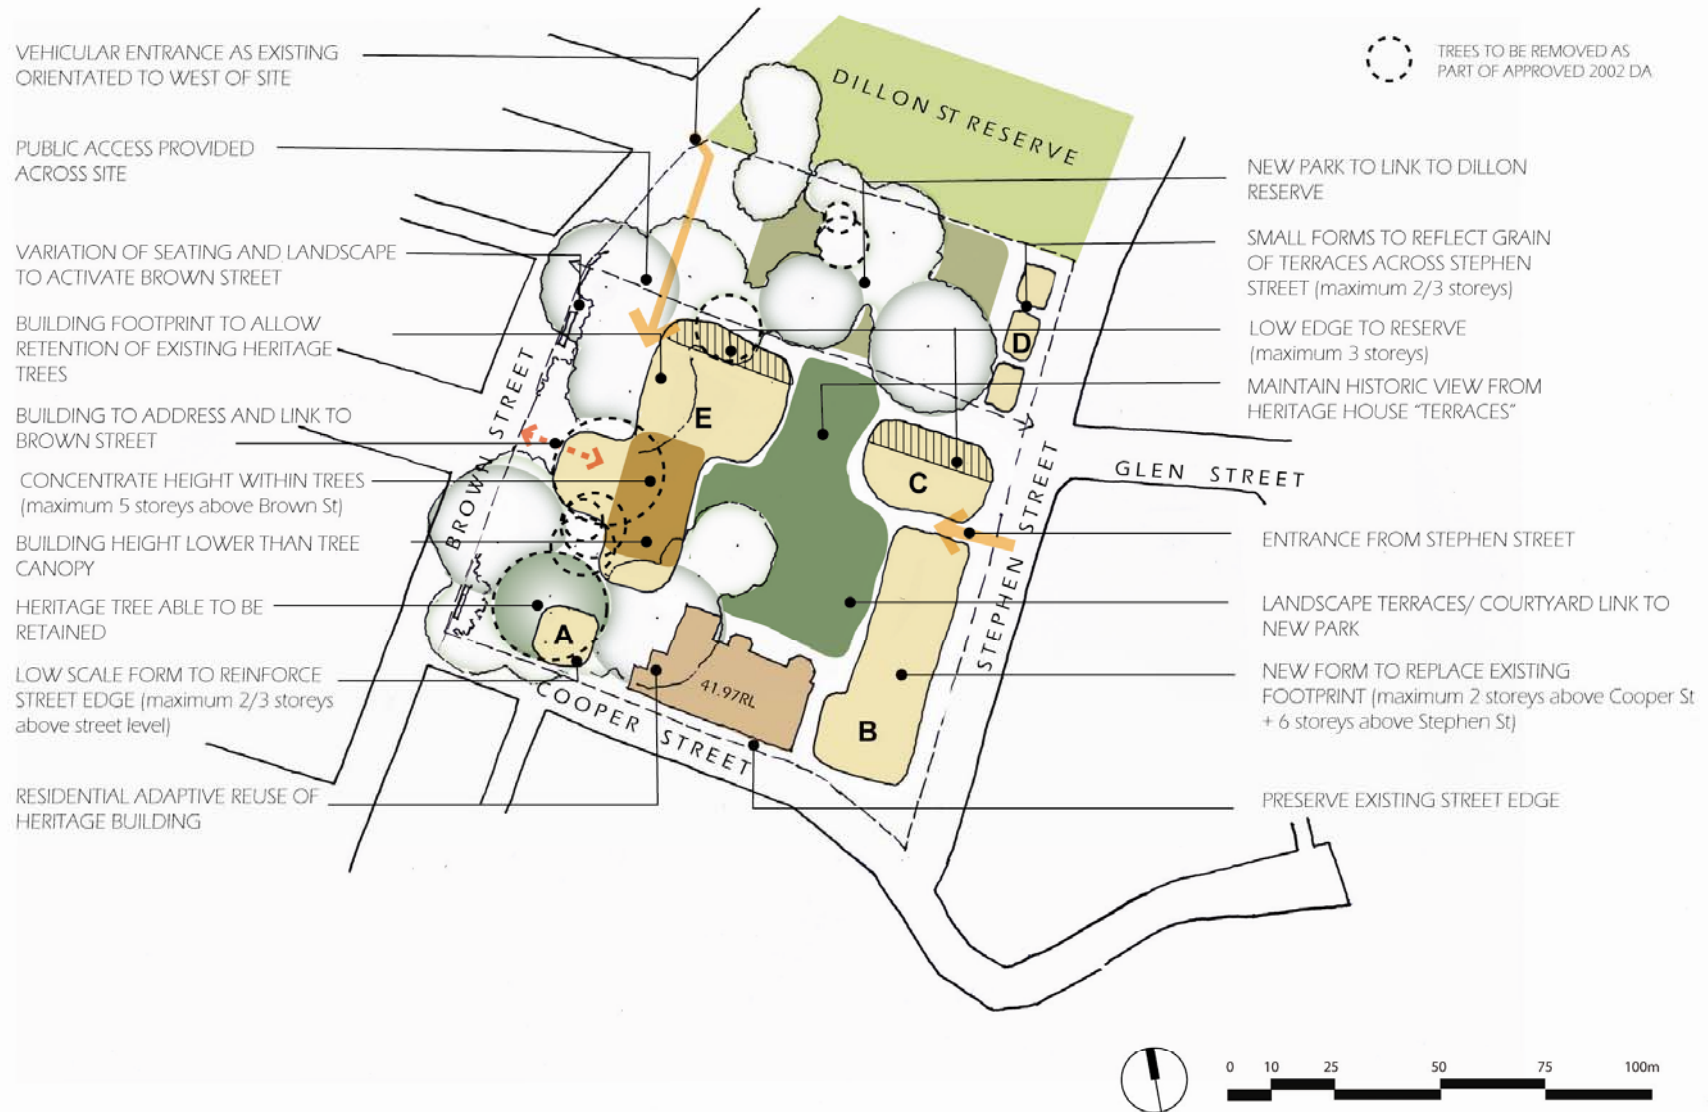 VEHICULAR ENTRANCE AS EXISTING
ORIENTATED TO WEST OF SITE
PUBLIC ACCESS PROVIDED
ACROSS SITE
VARIATION OF SEATING AND LANDSCAPE
TO ACTIVATE BROWN STREET
BUILDING FOOTPRINT TO ALLOW
RETENTION OF EXISTING HERITAGE
TREES
BUILDING TO ADDRESS AND LINK TO
BROWN STREET
CONCENTRATE HEIGHT WITHIN TREES
(maximum 5 storeys above Brown St)
BUILDING HEIGHT LOWER THAN TREE
CANOPY
HERITAGE TREE ABLE TO BE
RETAINED
LOW SCALE FORM TO REINFORCE
STREET EDGE (maximum 2/3 storeys
above street level)
RESIDENTIAL ADAPTIVE REUSE OF
HERITAGE BUILDING
DILLON ST RESERVE
BROWN STREET
E
D
C
A
B
41.97RL
COOPER STREET
STEPHEN STREET
GLEN STREET
TREES TO BE REMOVED AS
PART OF APPROVED 2002 DA
NEW PARK TO LINK TO DILLON
RESERVE
SMALL FORMS TO REFLECT GRAIN
OF TERRACES ACROSS STEPHEN
STREET (maximum 2/3 storeys)
LOW EDGE TO RESERVE
(maximum 3 storeys)
MAINTAIN HISTORIC VIEW FROM
HERITAGE HOUSE "TERRACES"
ENTRANCE FROM STEPHEN STREET
LANDSCAPE TERRACES/ COURTYARD LINK TO
NEW PARK
NEW FORM TO REPLACE EXISTING
FOOTPRINT (maximum 2 storeys above Cooper St
+ 6 storeys above Stephen St)
PRESERVE EXISTING STREET EDGE
0 10 25 50 75 100m